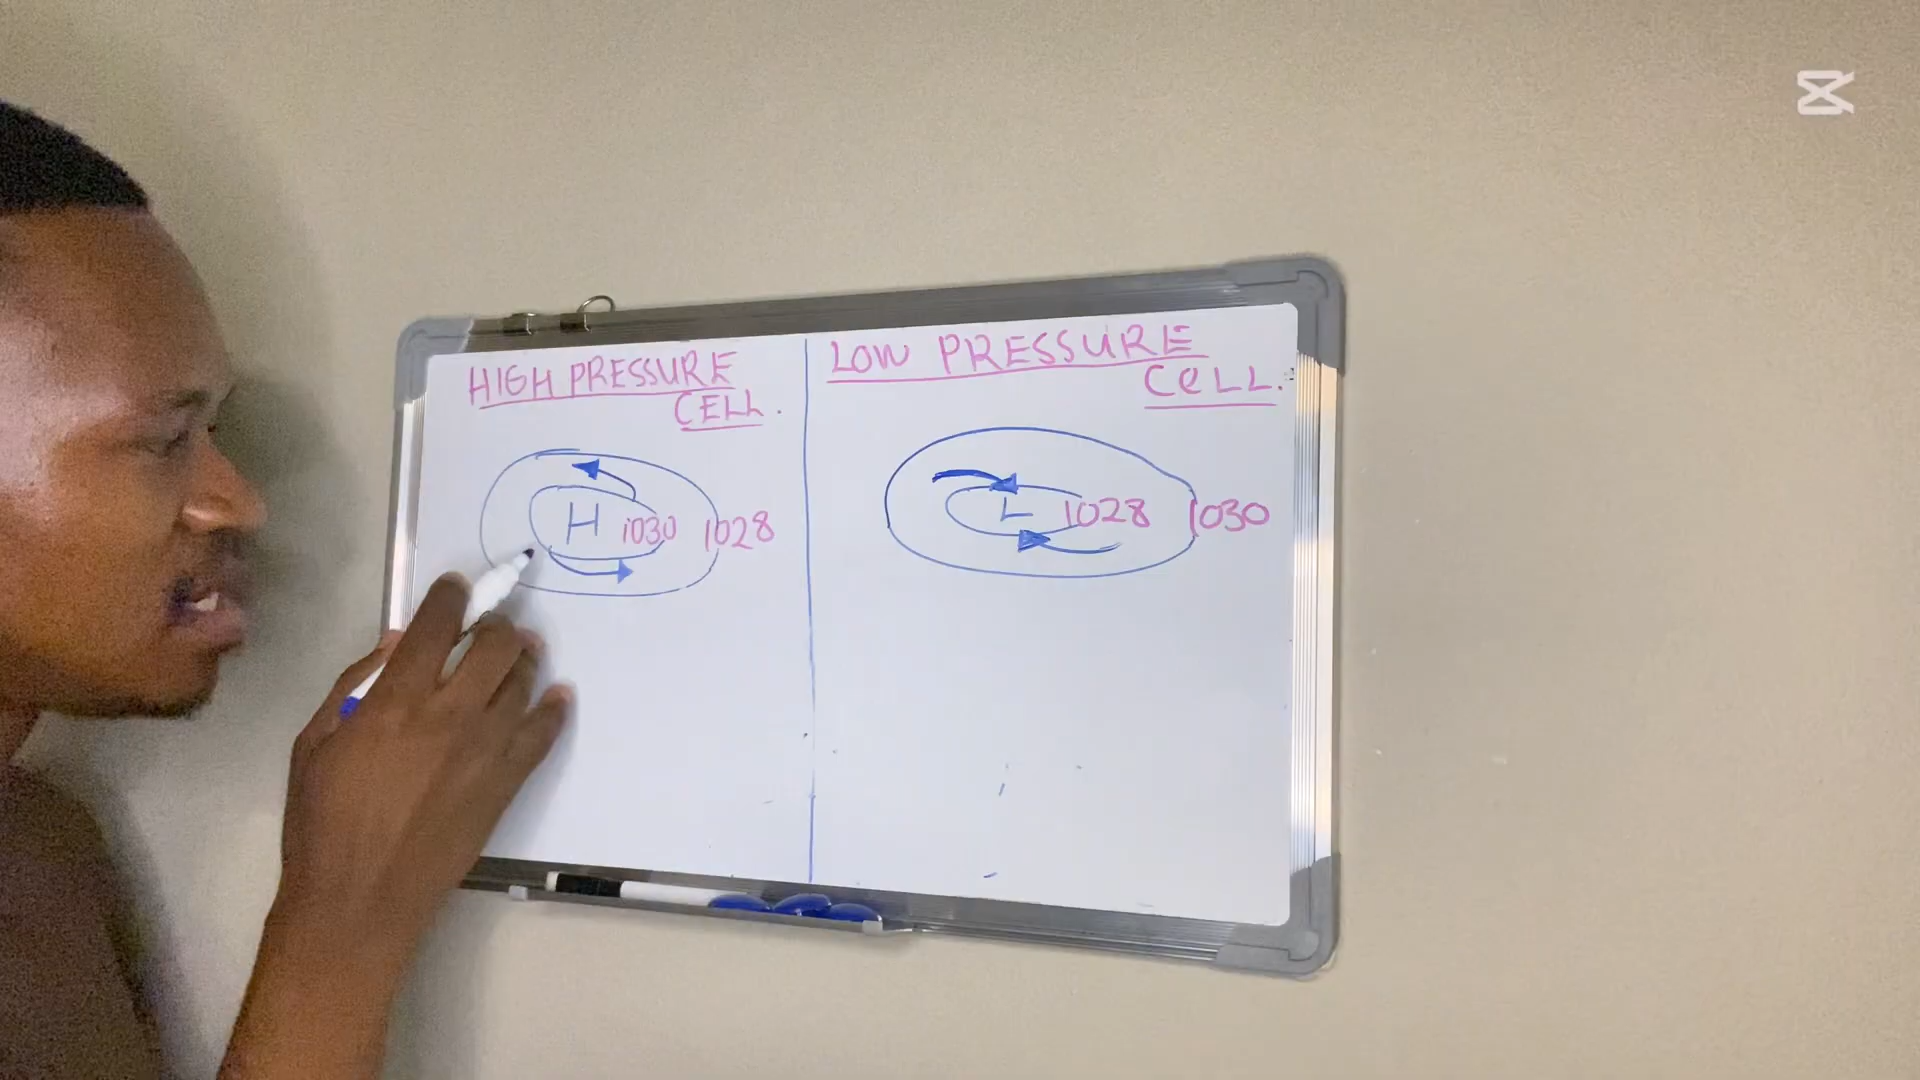 HIGH PRESSURE
CELL.
H
1030
1028
LOW PRESSURE
CELL.
L
1028
1030